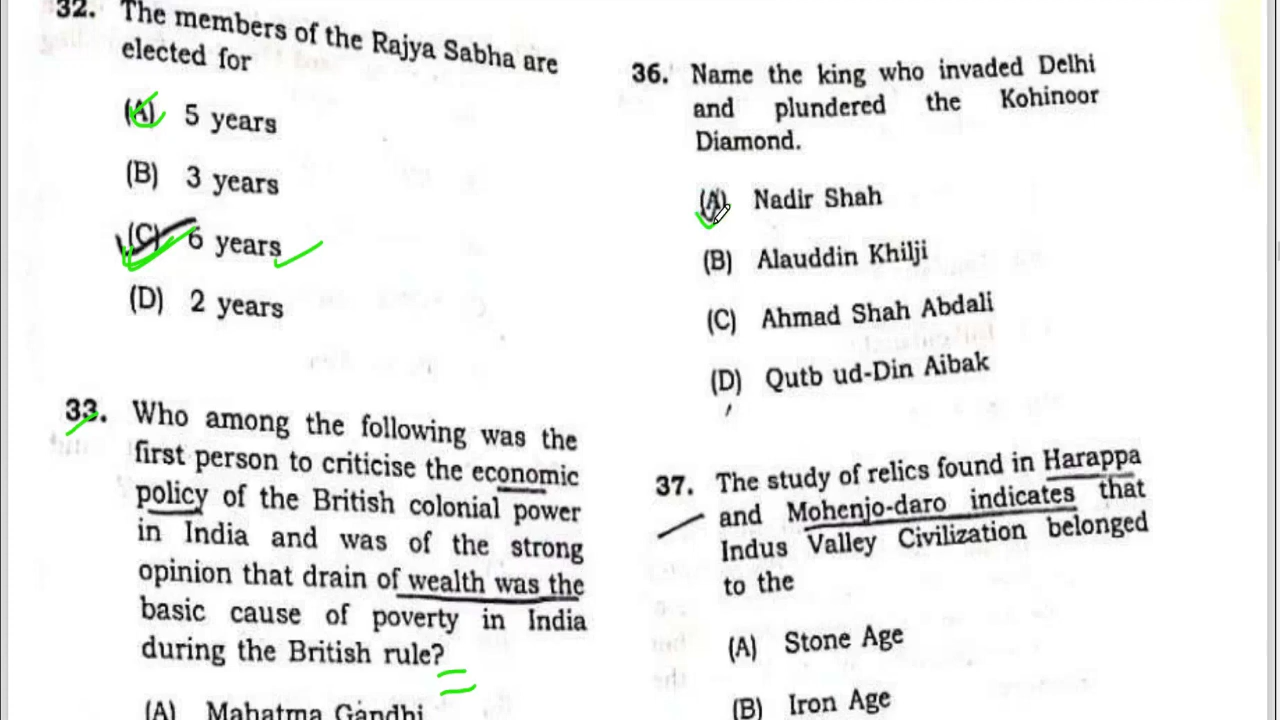 32. The members of the Rajya Sabha are
elected for
(A) 5 years
(B) 3 years
(C) 6 years
(D) 2 years
33. Who among the following was the
first person to criticise the economic
policy of the British colonial power
in India and was of the strong
opinion that drain of wealth was the
basic cause of poverty in India
during the British rule?
(A) Mahatma Gandhi
36. Name the king who invaded Delhi
and plundered the Kohinoor
Diamond.
(A) Nadir Shah
(B) Alauddin Khilji
(C) Ahmad Shah Abdali
(D) Qutb ud-Din Aibak
37. The study of relics found in Harappa
and Mohenjo-daro indicates that
Indus Valley Civilization belonged
to the
(A) Stone Age
(B) Iron Age